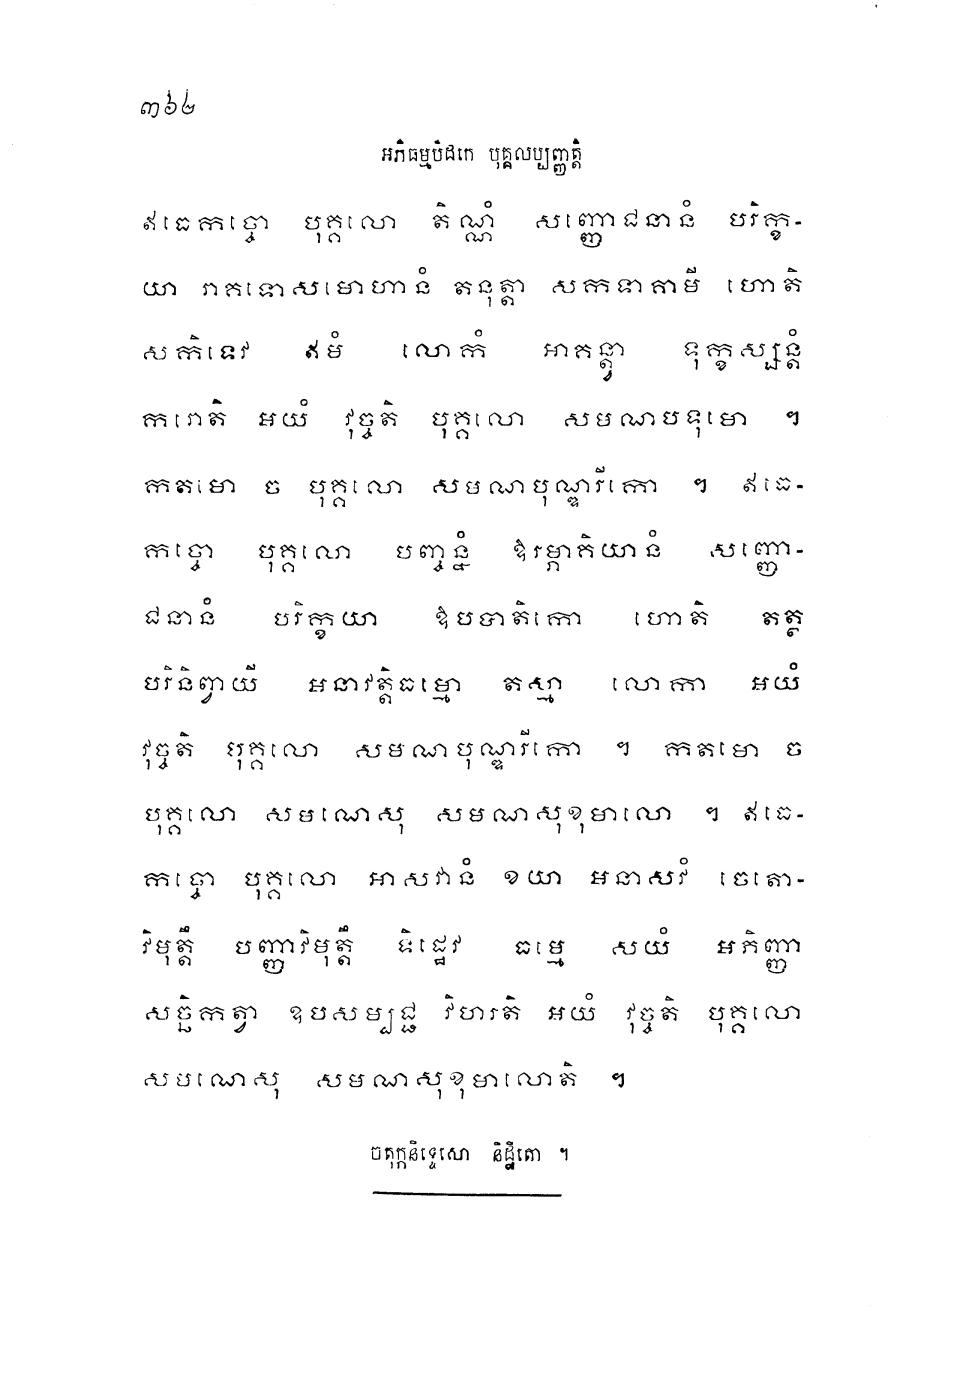 ៣៦៤
អភិធម្មបិដកេ បុគ្គលប្បញ្ញត្តិ
ឥធេកច្ចោ បុគ្គលោ តិណ្ណំ សញ្ញោជនានំ បរិក្ខ-
យា រាគទោសមោហានំ តនុត្តា សកទាគាមី ហោតិ
សកិទេវ ឥមំ លោកំ អាគន្ត្វា ទុក្ខស្សន្តំ
ករោតិ អយំ វុច្ចតិ បុគ្គលោ សមណបទុមោ ។
កតមោ ច បុគ្គលោ សមណបុណ្ឌរីកោ ។ ឥធេ-
កច្ចោ បុគ្គលោ បញ្ចន្នំ ឱរម្ភាគិយានំ សញ្ញោ-
ជនានំ បរិក្ខយា ឱបបាតិកោ ហោតិ តត្ថ
បរិនិព្វាយី អនាវត្តិធម្មោ តស្មា លោកា អយំ
វុច្ចតិ បុគ្គលោ សមណបុណ្ឌរីកោ ។ កតមោ ច
បុគ្គលោ សមណេសុ សមណសុខុមាលោ ។ ឥធេ-
កច្ចោ បុគ្គលោ អាសវានំ ខយា អនាសវំ ចេតោ-
វិមុត្តឹ បញ្ញាវិមុត្តឹ ទិដ្ឋេវ ធម្មេ សយំ អភិញ្ញា
សច្ឆិកត្វា ឧបសម្បជ្ជ វិហរតិ អយំ វុច្ចតិ បុគ្គលោ
សមណេសុ សមណសុខុមាលោតិ ។
ចតុក្កនិទ្ទេសោ និដ្ឋិតោ ។